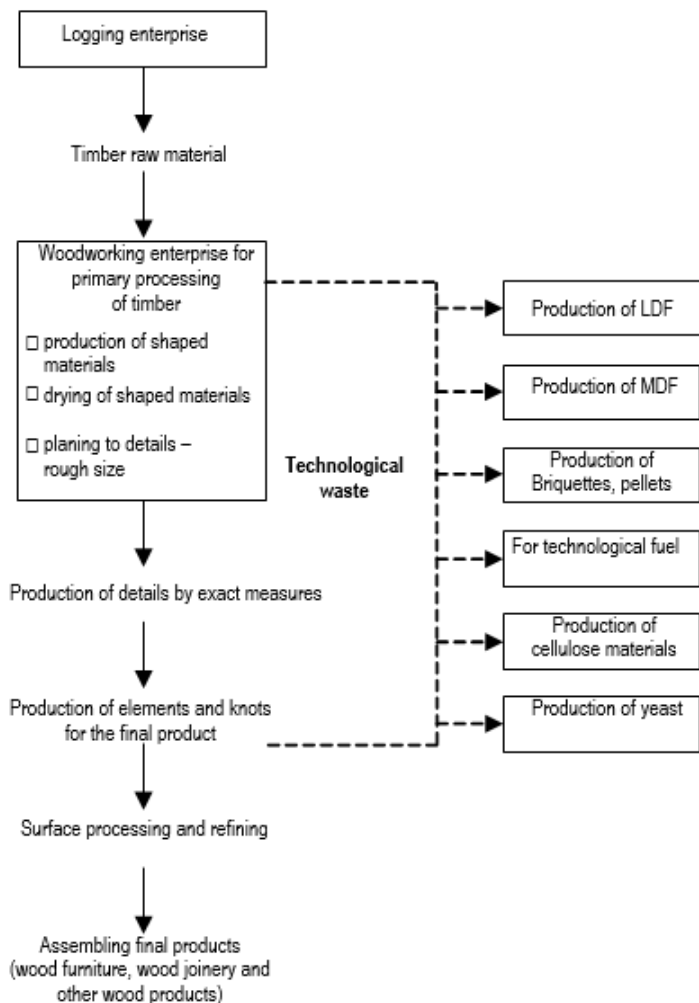 Logging enterprise
Timber raw material
Woodworking enterprise for
primary processing
of timber
□ production of shaped
materials
□ drying of shaped materials
□ planing to details –
rough size
Technological
waste
Production of details by exact measures
Production of elements and knots
for the final product
Surface processing and refining
Assembling final products
(wood furniture, wood joinery and
other wood products)
Production of LDF
Production of MDF
Production of
Briquettes, pellets
For technological fuel
Production of
cellulose materials
Production of yeast